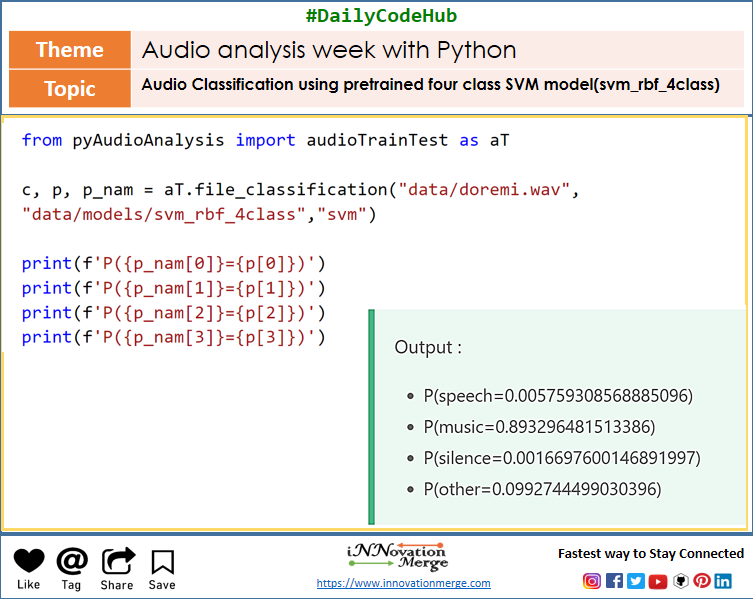 #DailyCodeHub
Theme
Audio analysis week with Python
Topic
Audio Classification using pretrained four class SVM model(svm_rbf_4class)
from pyAudioAnalysis import audioTrainTest as aT
c, p, p_nam = aT.file_classification("data/doremi.wav",
"data/models/svm_rbf_4class","svm")
print(f'P({p_nam[0]}={p[0]})')
print(f'P({p_nam[1]}={p[1]})')
print(f'P({p_nam[2]}={p[2]})')
print(f'P({p_nam[3]}={p[3]})')
Output :
P(speech=0.005759308568885096)
P(music=0.893296481513386)
P(silence=0.0016697600146891997)
P(other=0.0992744499030396)
Like
Tag
Share
Save
iNNovation
Merge
https://www.innovationmerge.com
Fastest way to Stay Connected